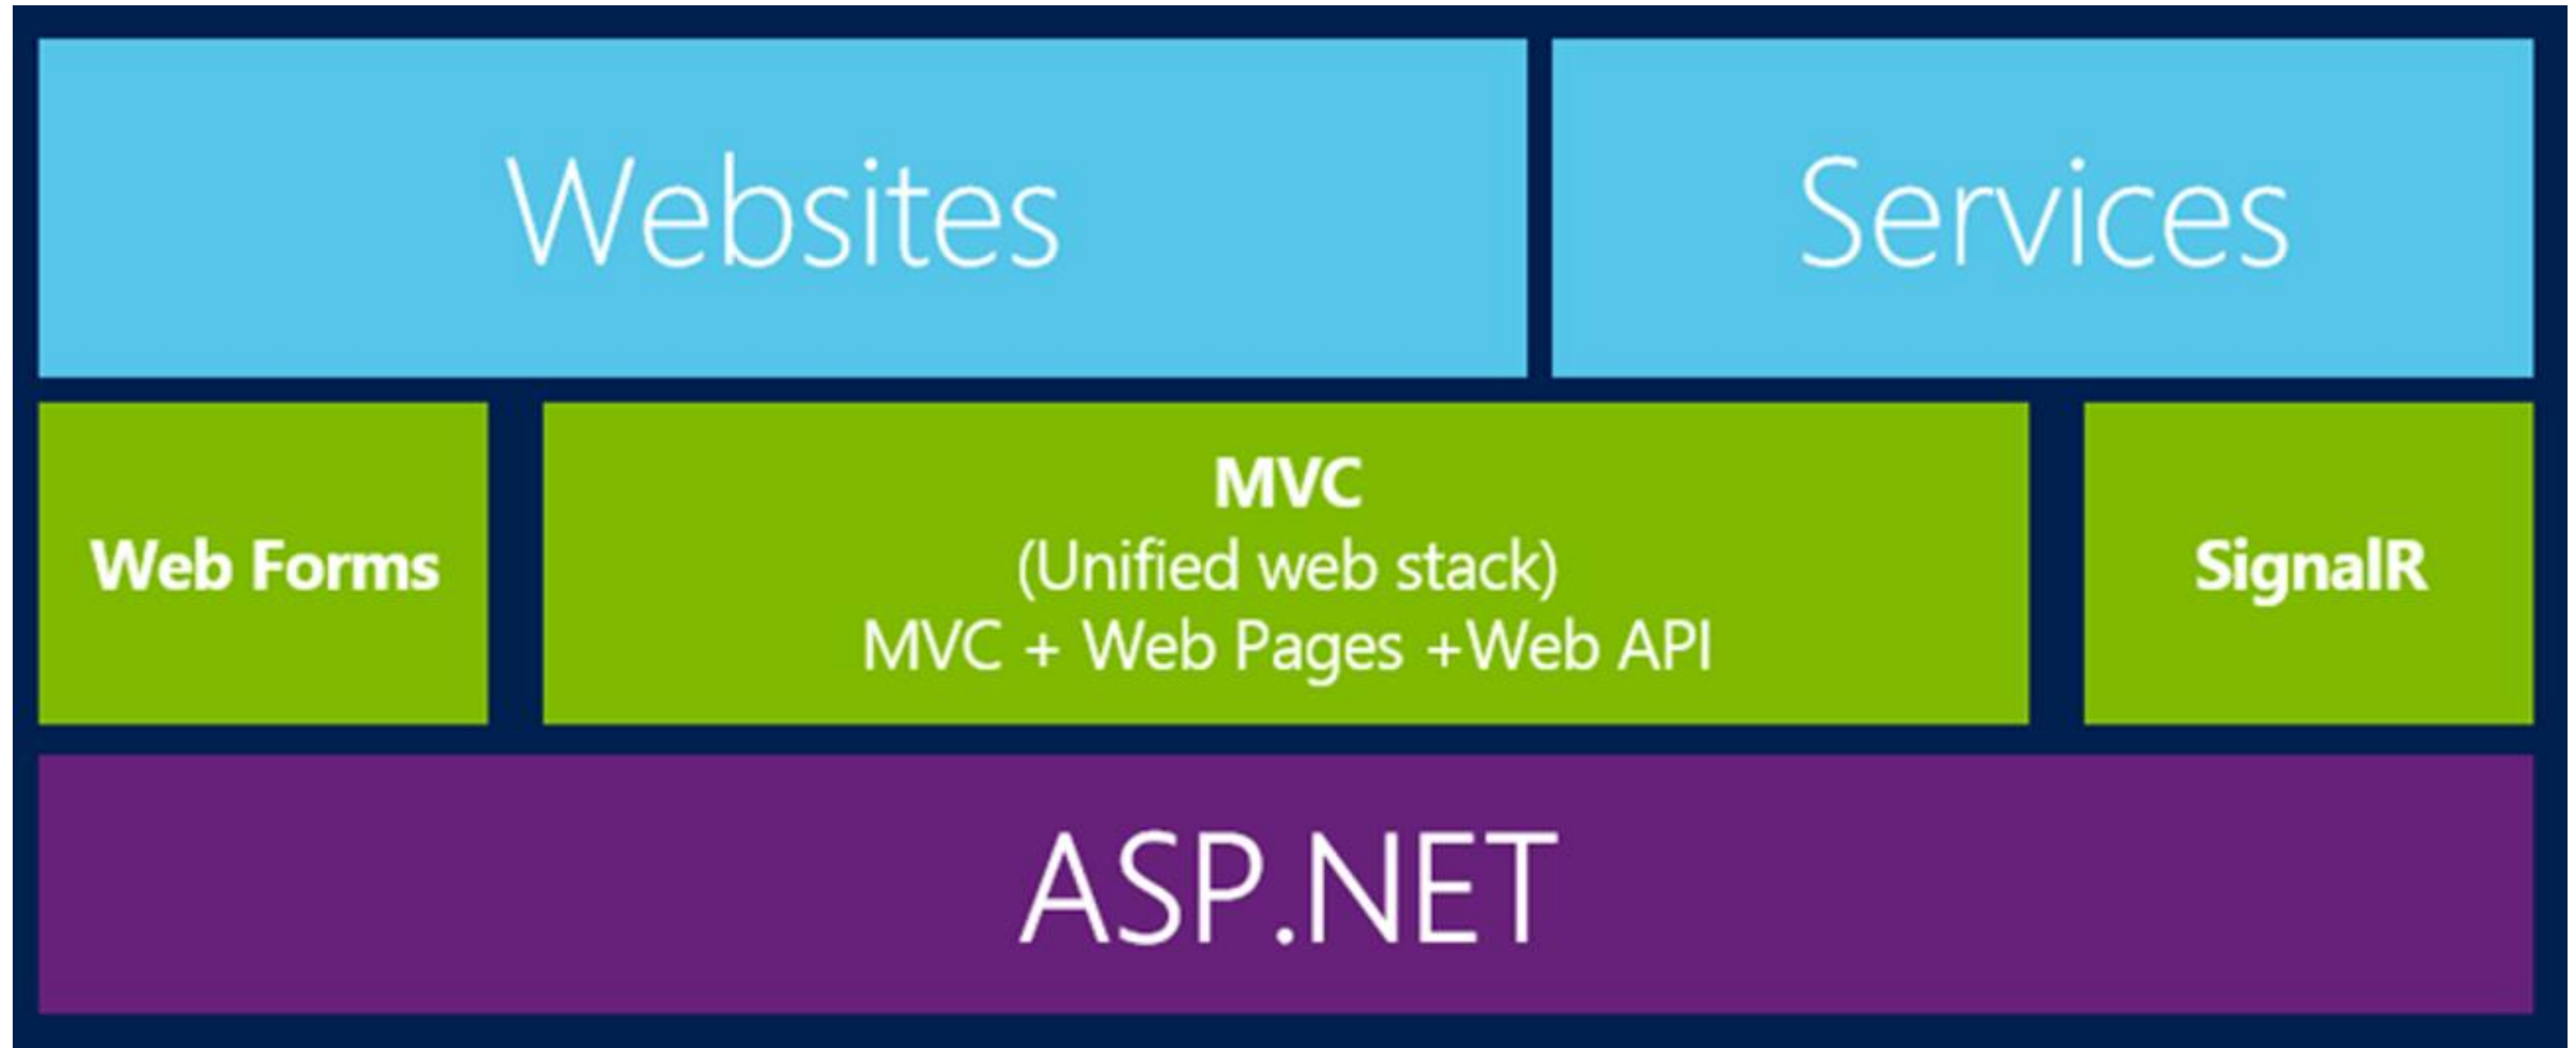 Websites
Services
Web Forms
MVC
(Unified web stack)
MVC + Web Pages +Web API
SignalR
ASP.NET